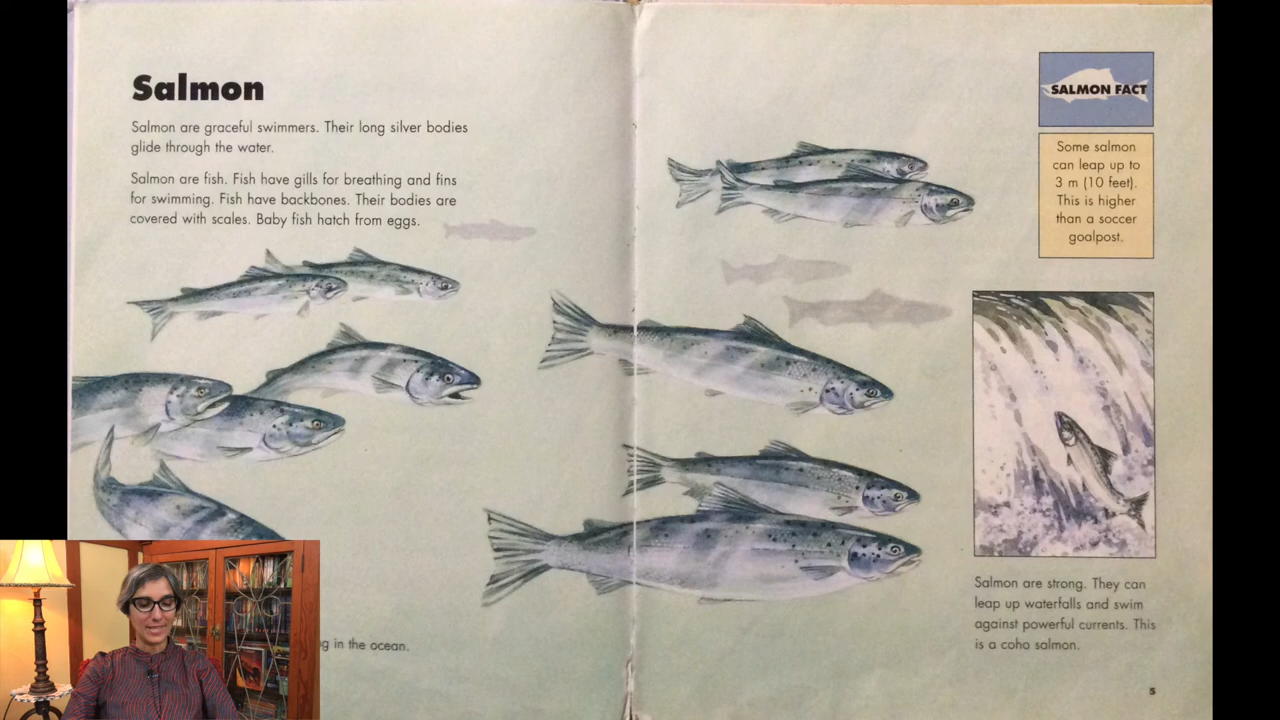 Salmon
Salmon are graceful swimmers. Their long silver bodies
glide through the water.
Salmon are fish. Fish have gills for breathing and fins
for swimming. Fish have backbones. Their bodies are
covered with scales. Baby fish hatch from eggs.
in the ocean.
SALMON FACT
Some salmon
can leap up to
3 m (10 feet).
This is higher
than a soccer
goalpost.
Salmon are strong. They can
leap up waterfalls and swim
against powerful currents. This
is a coho salmon.
5